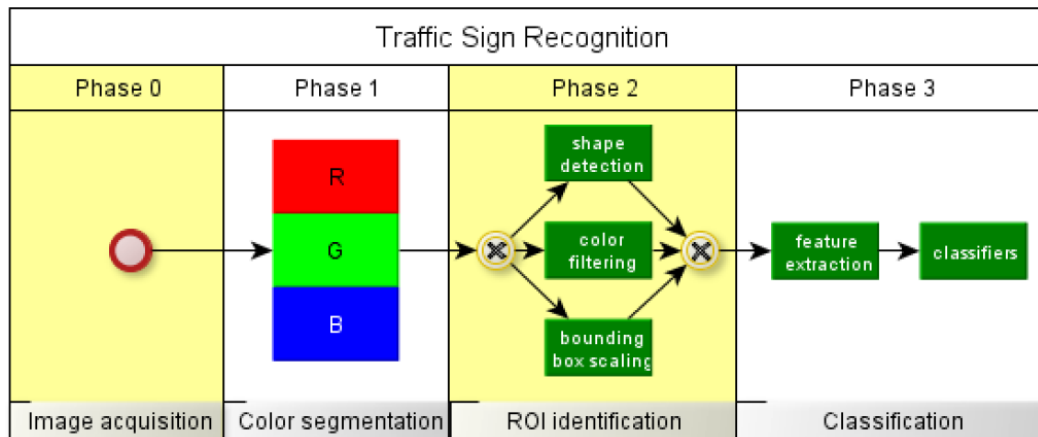 Traffic Sign Recognition
Phase 0
Phase 1
Phase 2
Phase 3
R
G
B
shape
detection
color
filtering
bounding
box scaling
feature
extraction
classifiers
Image acquisition
Color segmentation
ROI identification
Classification